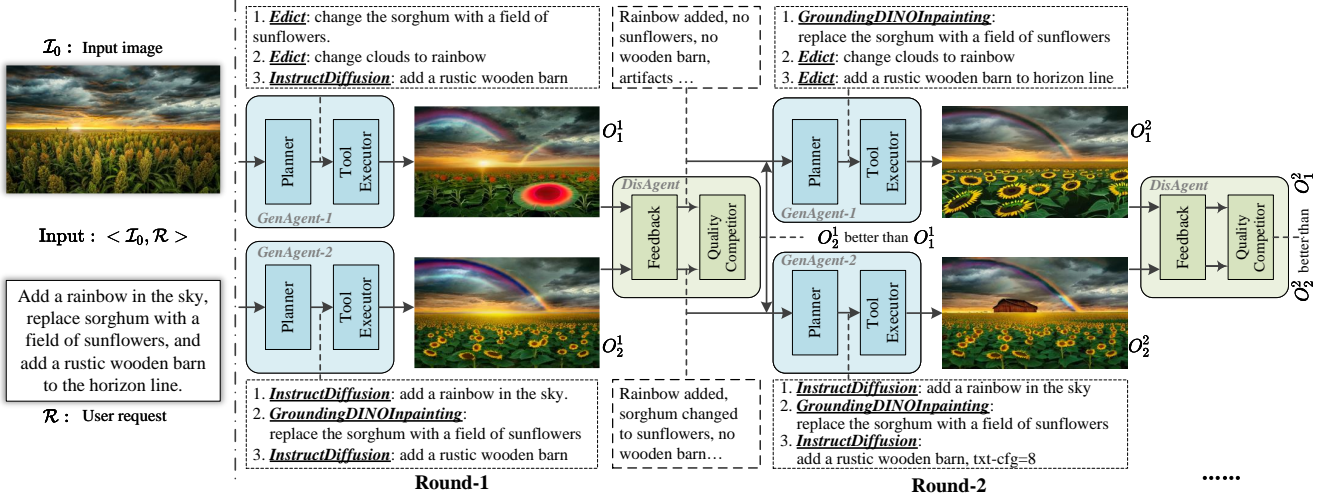 𝓘₀ : Input image
Input : < 𝓘₀, 𝓡 >
Add a rainbow in the sky,
replace sorghum with a
field of sunflowers, and
add a rustic wooden barn
to the horizon line.
𝓡 : User request
1. Edict: change the sorghum with a field of
sunflowers.
2. Edict: change clouds to rainbow
3. InstructDiffusion: add a rustic wooden barn
Planner
Tool
Executor
GenAgent-1
O₁¹
GenAgent-2
Planner
Tool
Executor
O₂¹
1. InstructDiffusion: add a rainbow in the sky.
2. GroundingDINOInpainting:
replace the sorghum with a field of sunflowers
3. InstructDiffusion: add a rustic wooden barn
Round-1
Rainbow added, no
sunflowers, no
wooden barn,
artifacts …
DisAgent
Feedback
Quality
Competitor
O₂¹ better than O₁¹
Rainbow added,
sorghum changed
to sunflowers, no
wooden barn…
1. GroundingDINOInpainting:
replace the sorghum with a field of sunflowers
2. Edict: change clouds to rainbow
3. Edict: add a rustic wooden barn to horizon line
Planner
Tool
Executor
GenAgent-1
O₁²
GenAgent-2
Planner
Tool
Executor
O₂²
1. InstructDiffusion: add a rainbow in the sky
2. GroundingDINOInpainting:
replace the sorghum with a field of sunflowers
3. InstructDiffusion:
add a rustic wooden barn, txt-cfg=8
Round-2
DisAgent
Feedback
Quality
Competitor
O₂² better than O₁²
……